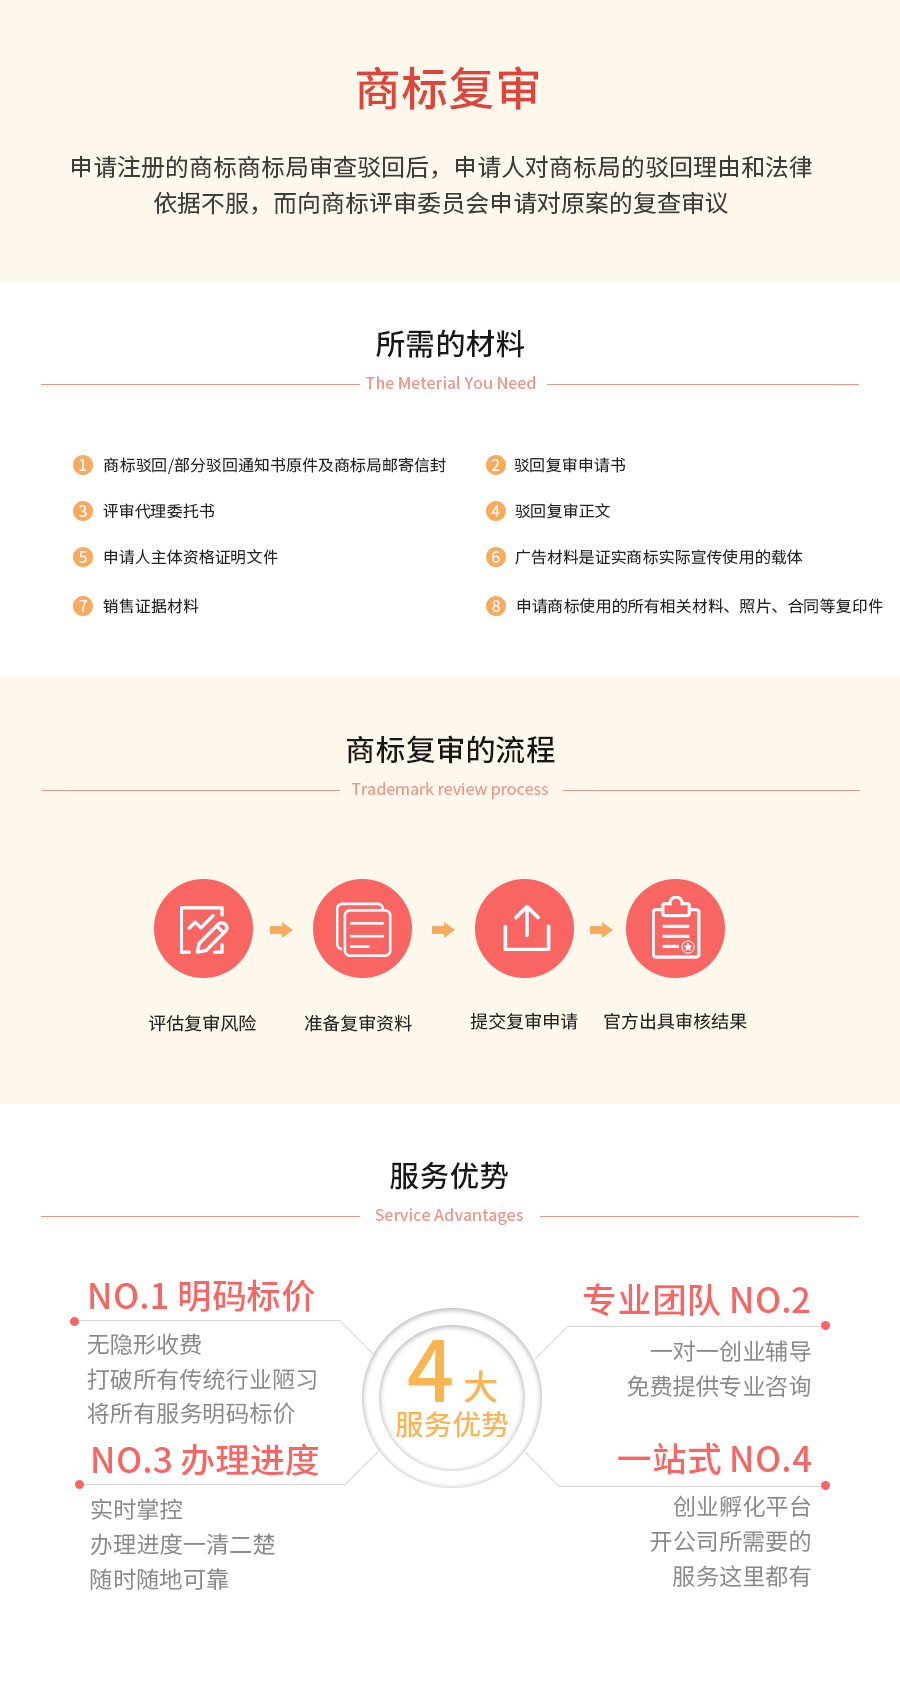 商标复审
申请注册的商标商标局审查驳回后，申请人对商标局的驳回理由和法律
依据不服，而向商标评审委员会申请对原案的复查审议
所需的材料
The Meterial You Need
1 商标驳回/部分驳回通知书原件及商标局邮寄信封
2 驳回复审申请书
3 评审代理委托书
4 驳回复审正文
5 申请人主体资格证明文件
6 广告材料是证实商标实际宣传使用的载体
7 销售证据材料
8 申请商标使用的所有相关材料、照片、合同等复印件
商标复审的流程
Trademark review process
评估复审风险
准备复审资料
提交复审申请
官方出具审核结果
服务优势
Service Advantages
NO.1 明码标价
无隐形收费
打破所有传统行业陋习
将所有服务明码标价
专业团队 NO.2
一对一创业辅导
免费提供专业咨询
4 大
服务优势
NO.3 办理进度
实时掌控
办理进度一清二楚
随时随地可靠
一站式 NO.4
创业孵化平台
开公司所需要的
服务这里都有